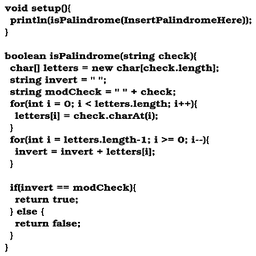 void setup(){
println(isPalindrome(InsertPalindromeHere));
}
boolean isPalindrome(string check){
char[] letters = new char[check.length];
string invert = " ";
string modCheck = " " + check;
for(int i = 0; i < letters.length; i++){
letters[i] = check.charAt(i);
}
for(int i = letters.length-1; i >= 0; i--){
invert = invert + letters[i];
}
if(invert == modCheck){
return true;
} else {
return false;
}
}